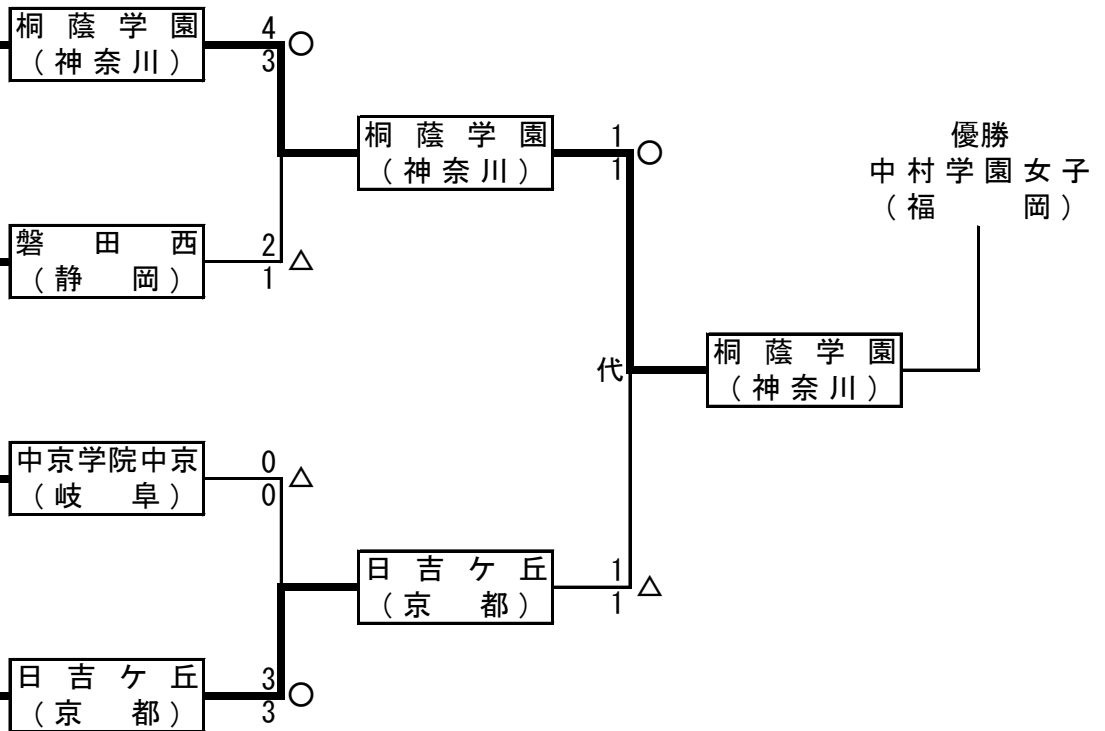 桐蔭学園
(神奈川)
4
3
○
磐田西
(静岡)
2
1
△
中京学院中京
(岐阜)
0
0
△
日吉ケ丘
(京都)
3
3
○
桐蔭学園
(神奈川)
1
1
○
日吉ケ丘
(京都)
1
1
△
代
桐蔭学園
(神奈川)
優勝
中村学園女子
(福岡)